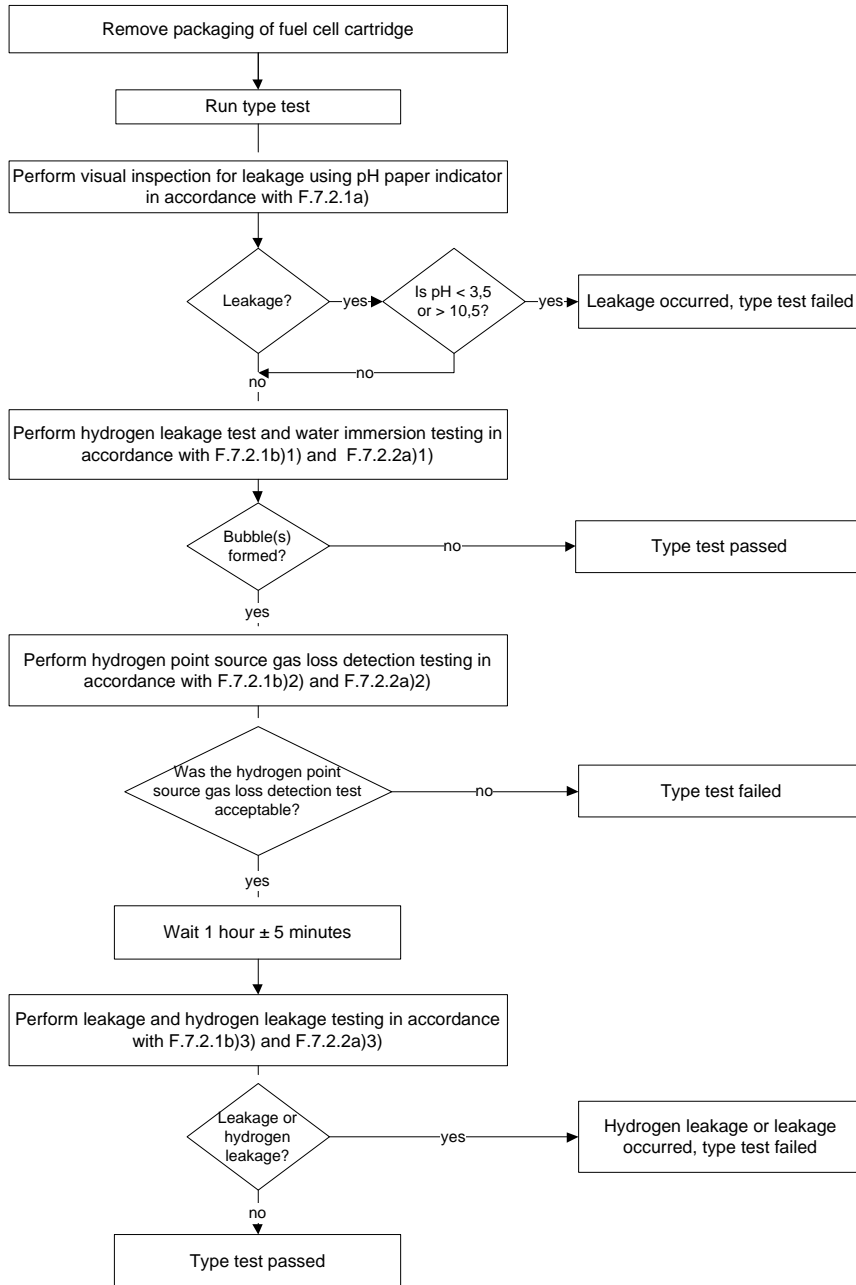 Remove packaging of fuel cell cartridge
Run type test
Perform visual inspection for leakage using pH paper indicator
in accordance with F.7.2.1a)
Leakage?
yes
Is pH < 3,5
or > 10,5?
yes
Leakage occurred, type test failed
no
no
Perform hydrogen leakage test and water immersion testing in
accordance with F.7.2.1b)1) and F.7.2.2a)1)
Bubble(s)
formed?
no
Type test passed
yes
Perform hydrogen point source gas loss detection testing in
accordance with F.7.2.1b)2) and F.7.2.2a)2)
Was the hydrogen point
source gas loss detection test
acceptable?
no
Type test failed
yes
Wait 1 hour ± 5 minutes
Perform leakage and hydrogen leakage testing in accordance
with F.7.2.1b)3) and F.7.2.2a)3)
Leakage or
hydrogen
leakage?
yes
Hydrogen leakage or leakage
occurred, type test failed
no
Type test passed